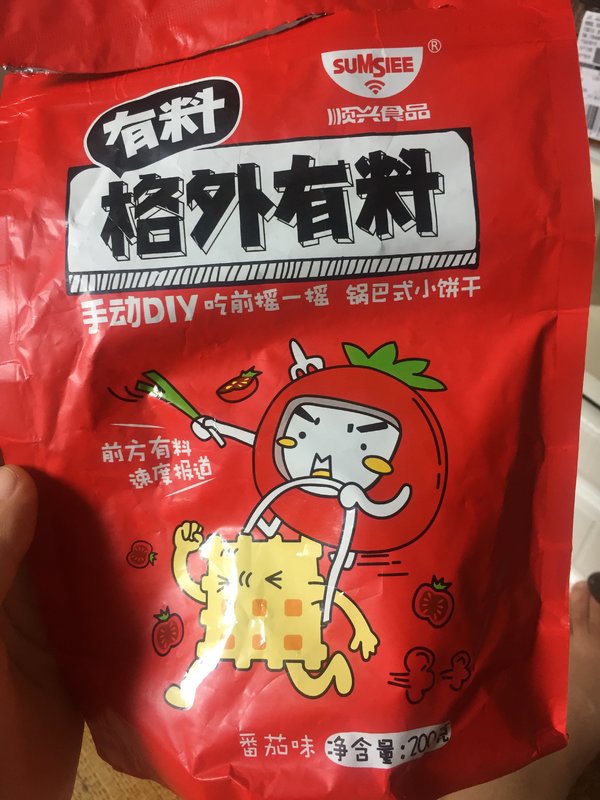 SUMSIEE®
顺兴食品
有料
格外有料
手动DIY 吃前摇一摇 锅巴式小饼干
前方有料
速度报道
番茄味 净含量:200克